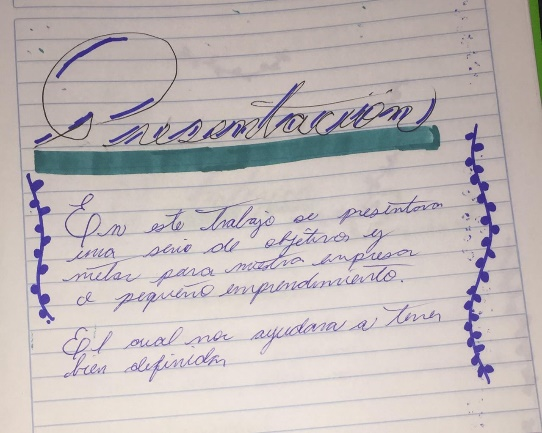 Presentación
En este trabajo se presentara
una serie de objetivos y
metas para nuestra empresa
o pequeño emprendimiento.
El cual nos ayudara a tener
bien definidas